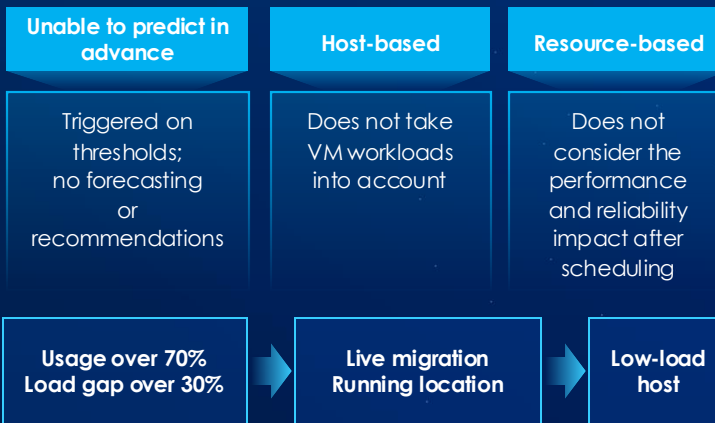 Unable to predict in
advance
Host-based
Resource-based
Triggered on
thresholds;
no forecasting
or
recommendations
Does not take
VM workloads
into account
Does not
consider the
performance
and reliability
impact after
scheduling
Usage over 70%
Load gap over 30%
Live migration
Running location
Low-load
host